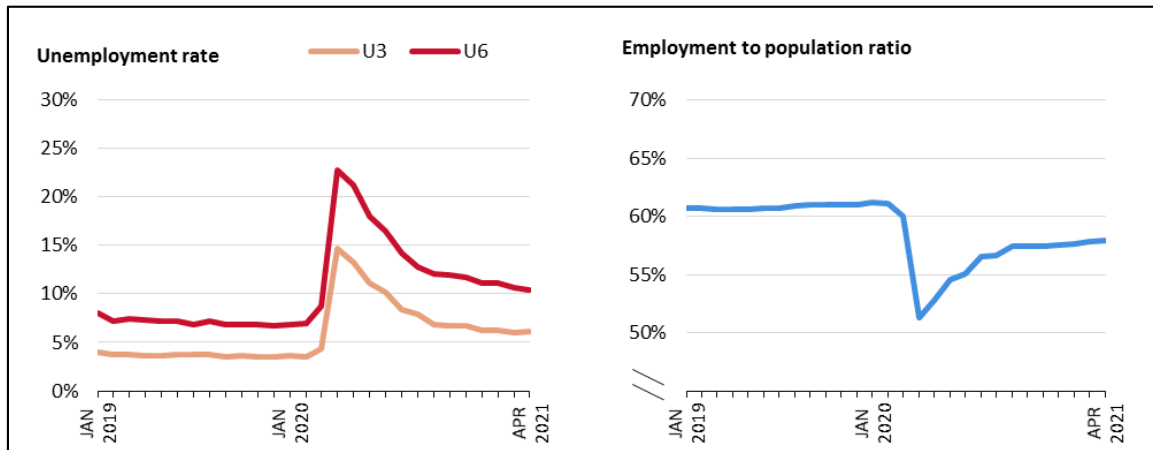 Unemployment rate
U3 U6
30%
25%
20%
15%
10%
5%
0%
JAN 2019
JAN 2020
APR 2021
Employment to population ratio
70%
65%
60%
55%
50%
JAN 2019
JAN 2020
APR 2021